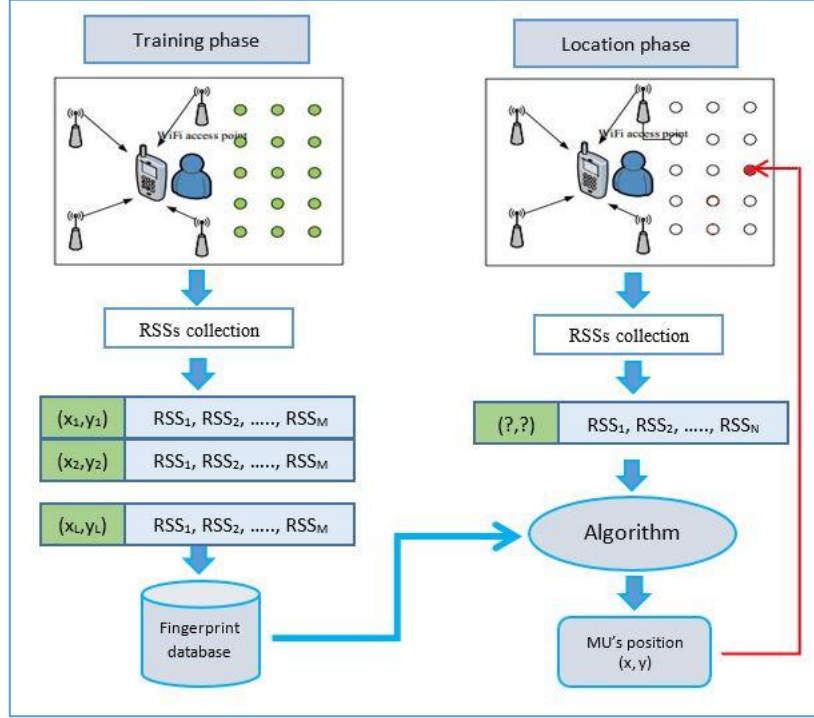 Training phase
WiFi access point
RSSs collection
(x₁,y₁) RSS₁, RSS₂, ....., RSSM
(x₂,y₂) RSS₁, RSS₂, ....., RSSM
(xL,yL) RSS₁, RSS₂, ....., RSSM
Fingerprint
database
Location phase
WiFi access point
RSSs collection
(?,?) RSS₁, RSS₂, ....., RSSN
Algorithm
MU's position
(x, y)